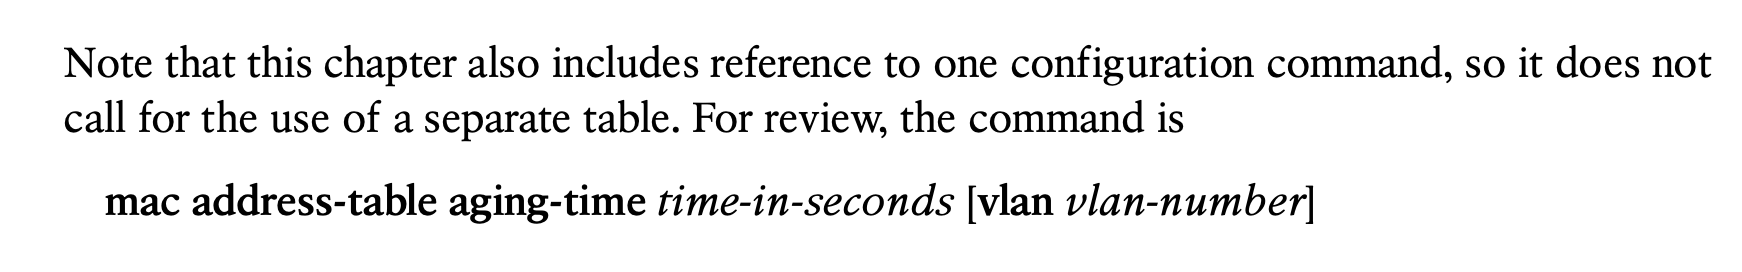 Note that this chapter also includes reference to one configuration command, so it does not
call for the use of a separate table. For review, the command is
mac address-table aging-time time-in-seconds [vlan vlan-number]